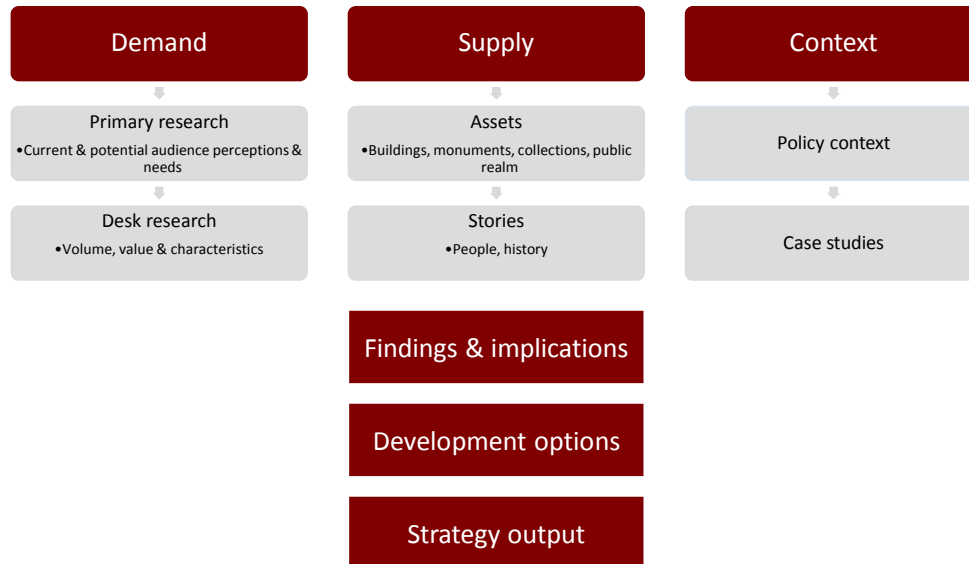 Demand
Supply
Context
Primary research
•Current & potential audience perceptions &
needs
Assets
•Buildings, monuments, collections, public
realm
Policy context
Desk research
•Volume, value & characteristics
Stories
•People, history
Case studies
Findings & implications
Development options
Strategy output